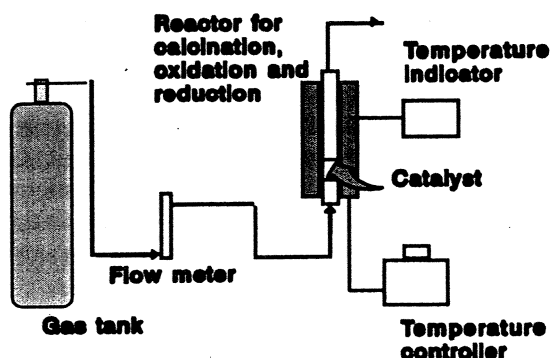 Reactor for
calcination,
oxidation and
reduction
Temperature
indicator
Catalyst
Flow meter
Gas tank
Temperature
controller